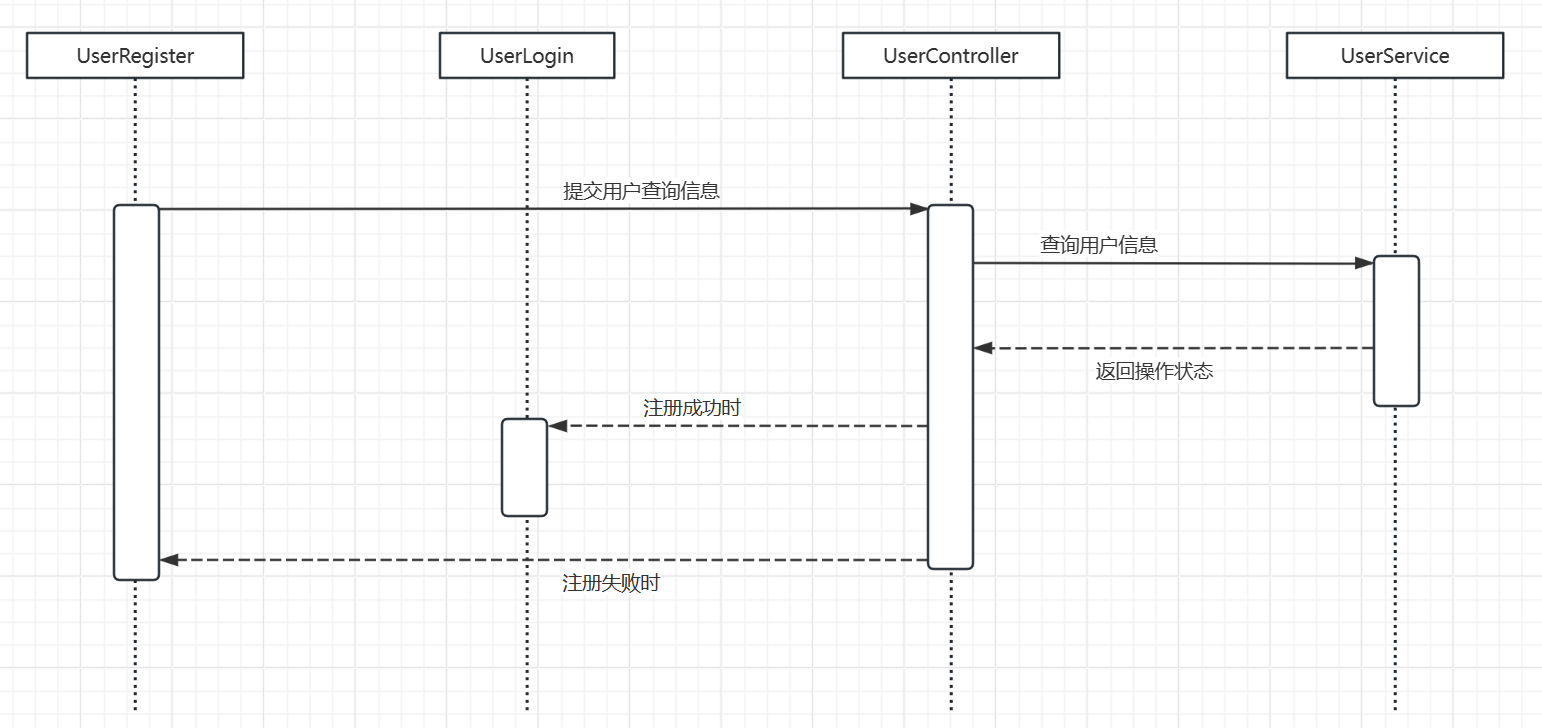 UserRegister
UserLogin
UserController
UserService
提交用户查询信息
查询用户信息
返回操作状态
注册成功时
注册失败时